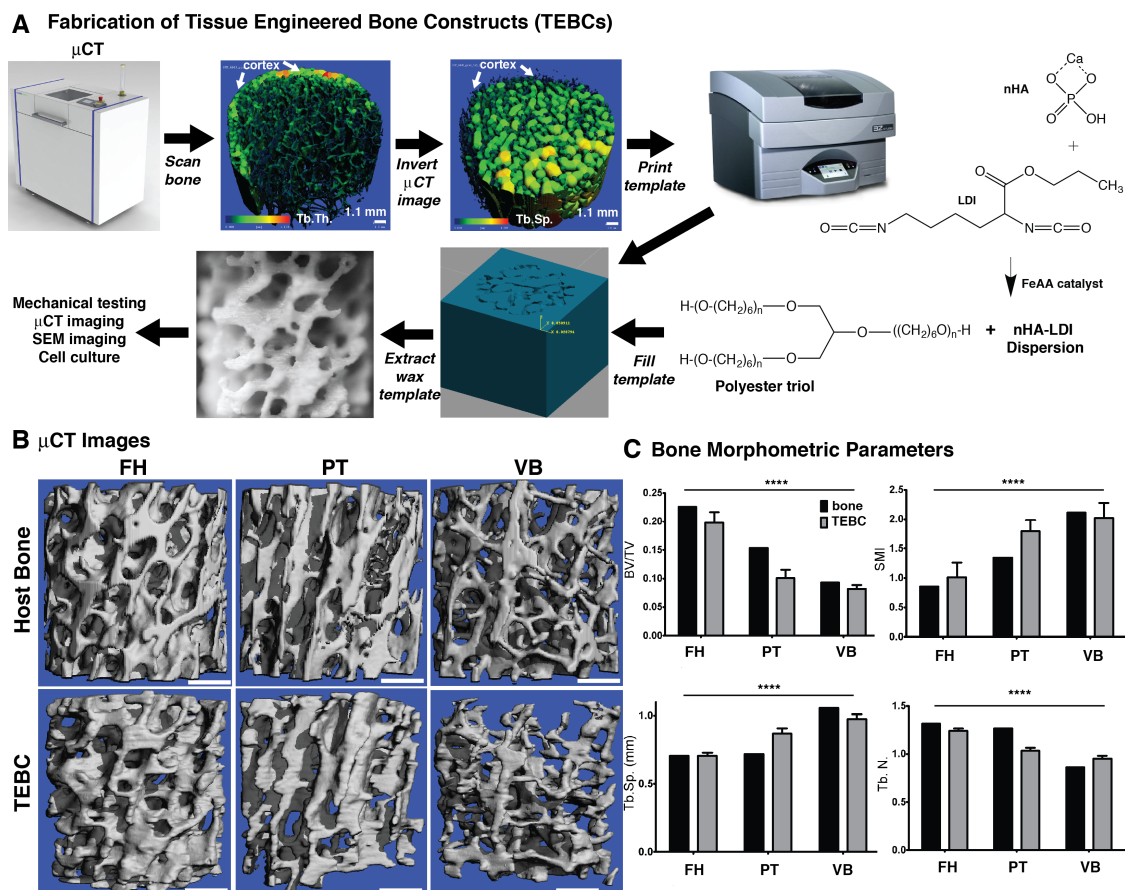 A Fabrication of Tissue Engineered Bone Constructs (TEBCs)
μCT
Scan
bone
cortex
Tb.Th.
1.1 mm
Invert
μCT
image
cortex
Tb.Sp.
1.1 mm
Print
template
nHA
Ca
O
O
P
O
OH
+
O
O
CH3
LDI
O=C=N
N=C=O
FeAA catalyst
nHA-LDI
Dispersion
+
H-(O-(CH2)6)n—O
O—((CH2)6O)n-H
H-(O-(CH2)6)n—O
Polyester triol
Fill
template
Extract
wax
template
Mechanical testing
μCT imaging
SEM imaging
Cell culture
B μCT Images
FH
PT
VB
Host Bone
TEBC
C Bone Morphometric Parameters
BV/TV
0.25
0.20
0.15
0.10
0.05
0.00
****
bone
TEBC
FH
PT
VB
SMI
2.5
2.0
1.5
1.0
0.5
0.0
****
FH
PT
VB
Tb.Sp. (mm)
1.0
0.5
0.0
****
FH
PT
VB
Tb. N.
1.5
1.0
0.5
0.0
****
FH
PT
VB